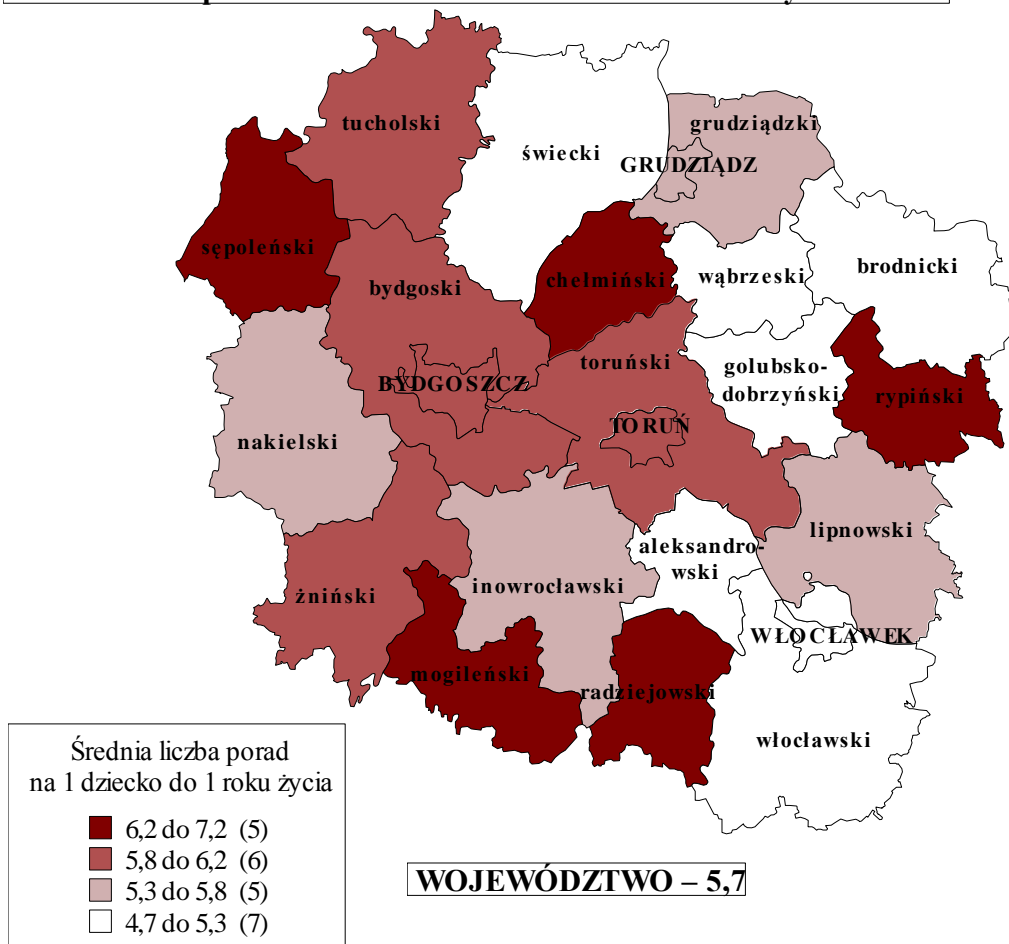 tucholski
grudziądzki
świecki
GRUDZIĄDZ
sępoleński
bydgoski
chełmiński
wąbrzeski
brodnicki
toruński
golubsko-
dobrzyński
rypiński
BYDGOSZCZ
TORUŃ
nakielski
lipnowski
aleksandro-
wski
inowrocławski
żniński
WŁOCŁAWEK
mogileński
radziejowski
włocławski
Średnia liczba porad
na 1 dziecko do 1 roku życia
6,2 do 7,2 (5)
5,8 do 6,2 (6)
5,3 do 5,8 (5)
4,7 do 5,3 (7)
WOJEWÓDZTWO – 5,7